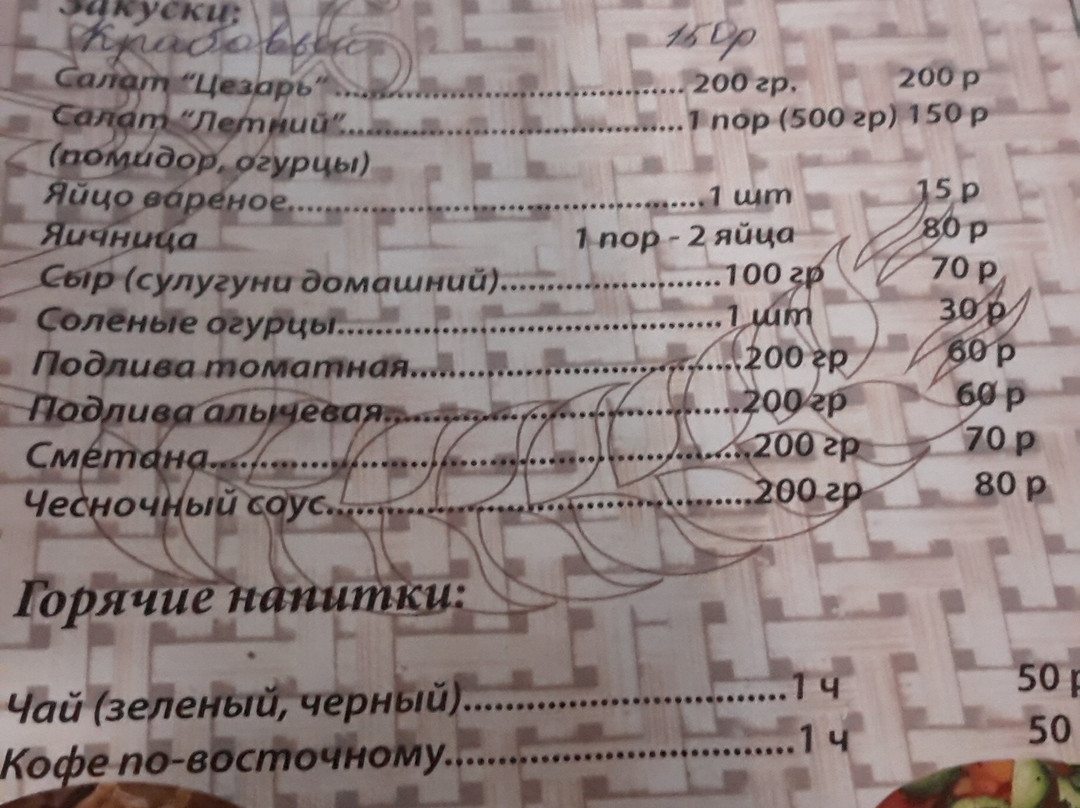 Закуски:
Крабовый 150р
Салат "Цезарь"........................................ 200 гр. 200 р
Салат "Летний"........................................1 пор (500 гр) 150 р
(помидор, огурцы)
Яйцо вареное................................................1 шт 15 р
Яичница 1 пор - 2 яйца 80 р
Сыр (сулугуни домашний).........................100 гр 70 р
Соленые огурцы...........................................1 шт 30 р
Подлива томатная.....................................200 гр 60 р
Подлива алычевая.......................................200 гр 60 р
Сметана...........................................................200 гр 70 р
Чесночный соус..............................................200 гр 80 р
Горячие напитки:
Чай (зеленый, черный)..................................1 ч 50 р
Кофе по-восточному.....................................1 ч 50